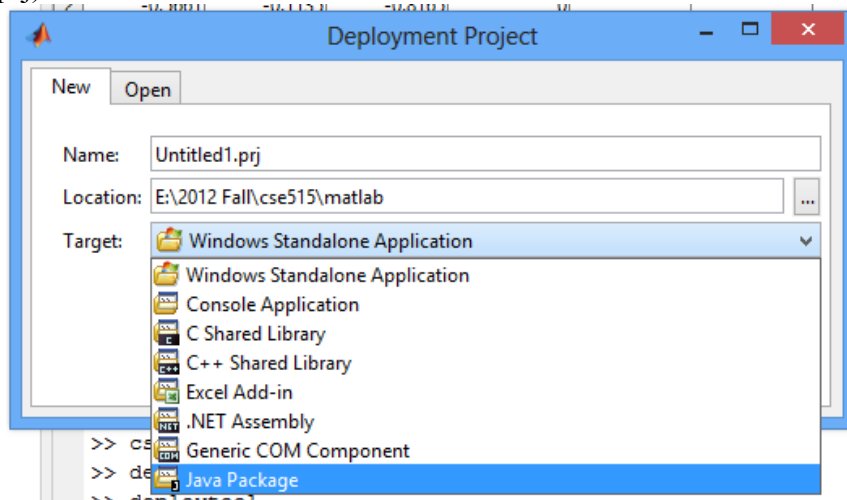 Deployment Project
New Open
Name: Untitled1.prj
Location: E:\2012 Fall\cse515\matlab ...
Target: Windows Standalone Application
Windows Standalone Application
Console Application
C Shared Library
C++ Shared Library
Excel Add-in
.NET Assembly
>> cs Generic COM Component
>> de Java Package
>>